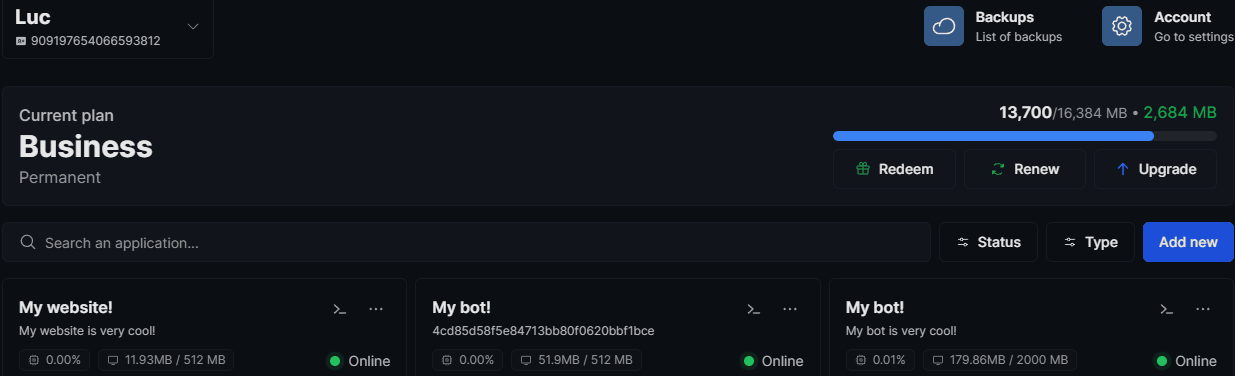 Luc
909197654066593812
Backups
List of backups
Account
Go to settings
Current plan
Business
Permanent
13,700/16,384 MB • 2,684 MB
Redeem
Renew
Upgrade
Search an application...
Status
Type
Add new
My website!
My website is very cool!
0.00%
11.93MB / 512 MB
Online
My bot!
4cd85d58f5e84713bb80f0620bbf1bce
0.00%
51.9MB / 512 MB
Online
My bot!
My bot is very cool!
0.01%
179.86MB / 2000 MB
Online